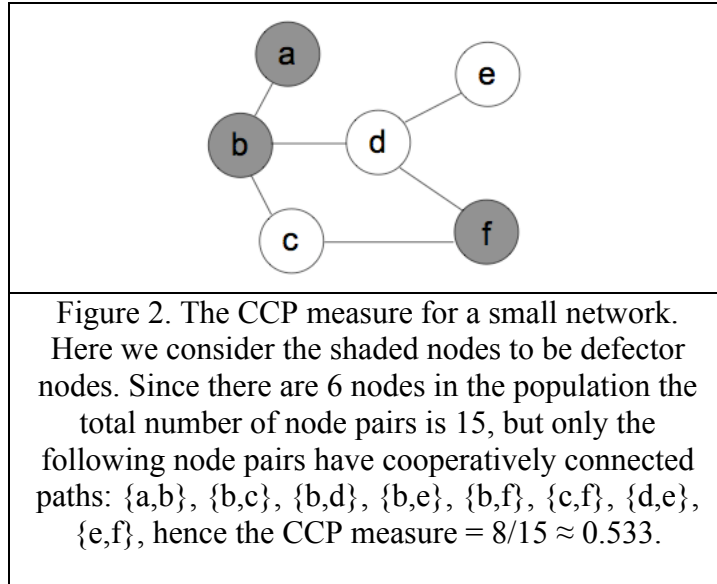 a
e
b
d
c
f
Figure 2. The CCP measure for a small network.
Here we consider the shaded nodes to be defector
nodes. Since there are 6 nodes in the population the
total number of node pairs is 15, but only the
following node pairs have cooperatively connected
paths: {a,b}, {b,c}, {b,d}, {b,e}, {b,f}, {c,f}, {d,e},
{e,f}, hence the CCP measure = 8/15 ≈ 0.533.